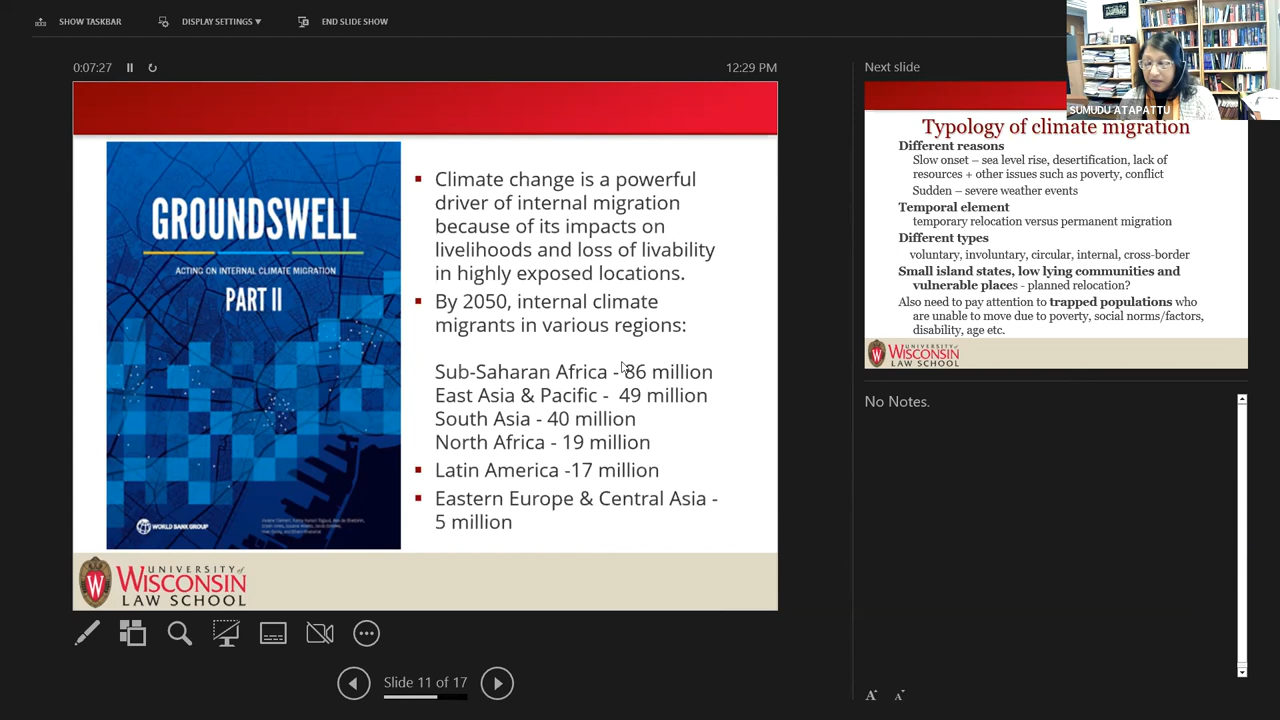 SHOW TASKBAR
DISPLAY SETTINGS ▼
END SLIDE SHOW
0:07:27
12:29 PM
GROUNDSWELL
ACTING ON INTERNAL CLIMATE MIGRATION
PART II
WORLD BANK GROUP
▪ Climate change is a powerful
driver of internal migration
because of its impacts on
livelihoods and loss of livability
in highly exposed locations.
▪ By 2050, internal climate
migrants in various regions:
Sub-Saharan Africa - 86 million
East Asia & Pacific - 49 million
South Asia - 40 million
North Africa - 19 million
▪ Latin America -17 million
▪ Eastern Europe & Central Asia -
5 million
UNIVERSITY of
WISCONSIN
LAW SCHOOL
Slide 11 of 17
Next slide
SUMUDU ATAPATTU
Typology of climate migration
Different reasons
Slow onset – sea level rise, desertification, lack of
resources + other issues such as poverty, conflict
Sudden – severe weather events
Temporal element
temporary relocation versus permanent migration
Different types
voluntary, involuntary, circular, internal, cross-border
Small island states, low lying communities and
vulnerable places - planned relocation?
Also need to pay attention to trapped populations who
are unable to move due to poverty, social norms/factors,
disability, age etc.
UNIVERSITY of
WISCONSIN
LAW SCHOOL
No Notes.
A A